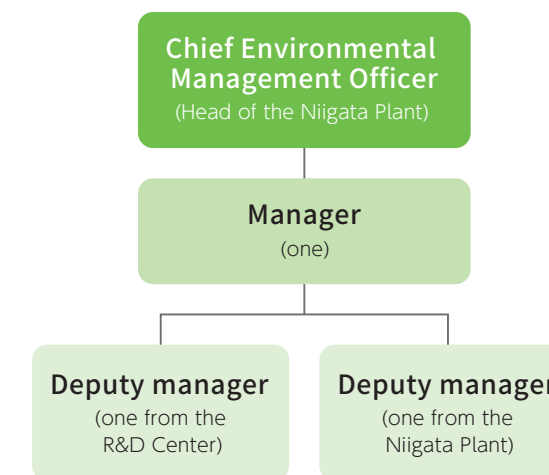 Chief Environmental
Management Officer
(Head of the Niigata Plant)
Manager
(one)
Deputy manager
(one from the
R&D Center)
Deputy manager
(one from the
Niigata Plant)